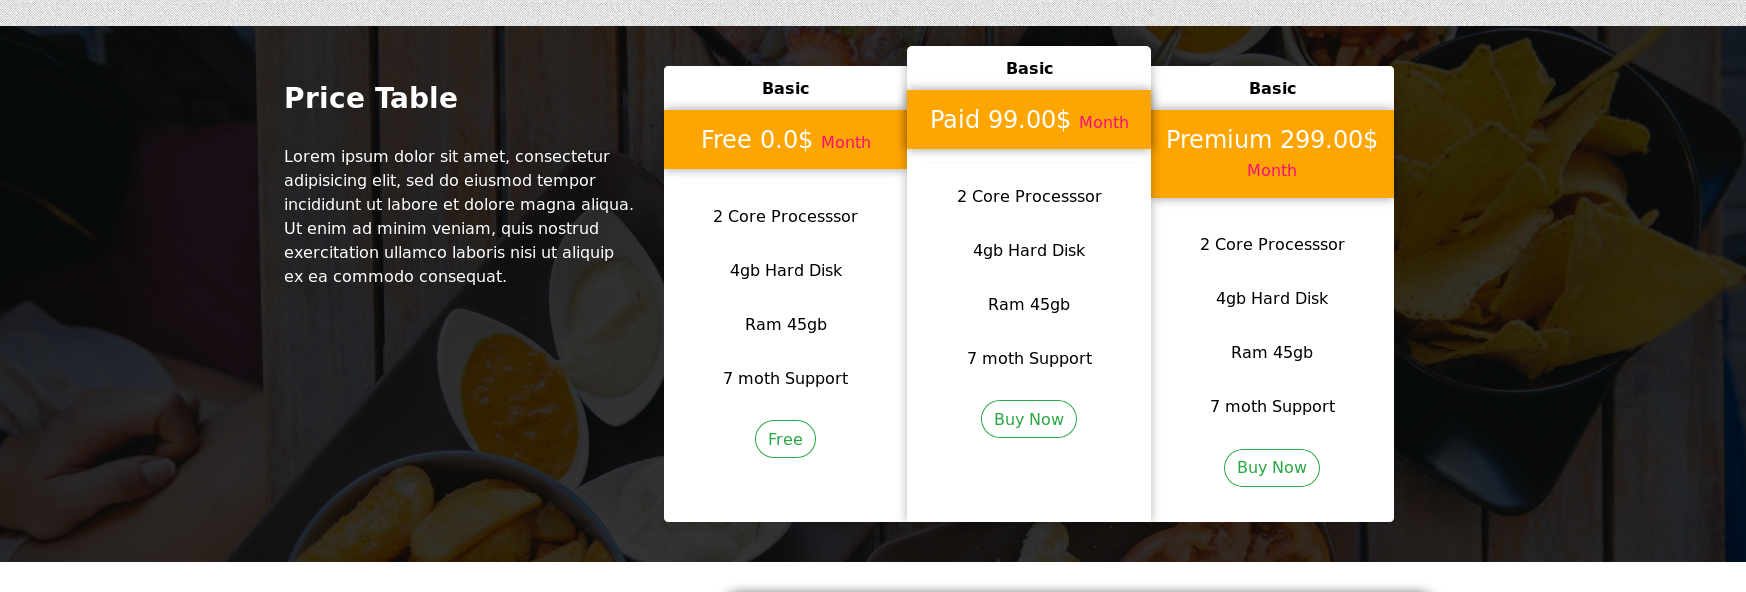 Price Table
Lorem ipsum dolor sit amet, consectetur
adipisicing elit, sed do eiusmod tempor
incididunt ut labore et dolore magna aliqua.
Ut enim ad minim veniam, quis nostrud
exercitation ullamco laboris nisi ut aliquip
ex ea commodo consequat.
Basic
Free 0.0$ Month
2 Core Processsor
4gb Hard Disk
Ram 45gb
7 moth Support
Free
Basic
Paid 99.00$ Month
2 Core Processsor
4gb Hard Disk
Ram 45gb
7 moth Support
Buy Now
Basic
Premium 299.00$
Month
2 Core Processsor
4gb Hard Disk
Ram 45gb
7 moth Support
Buy Now